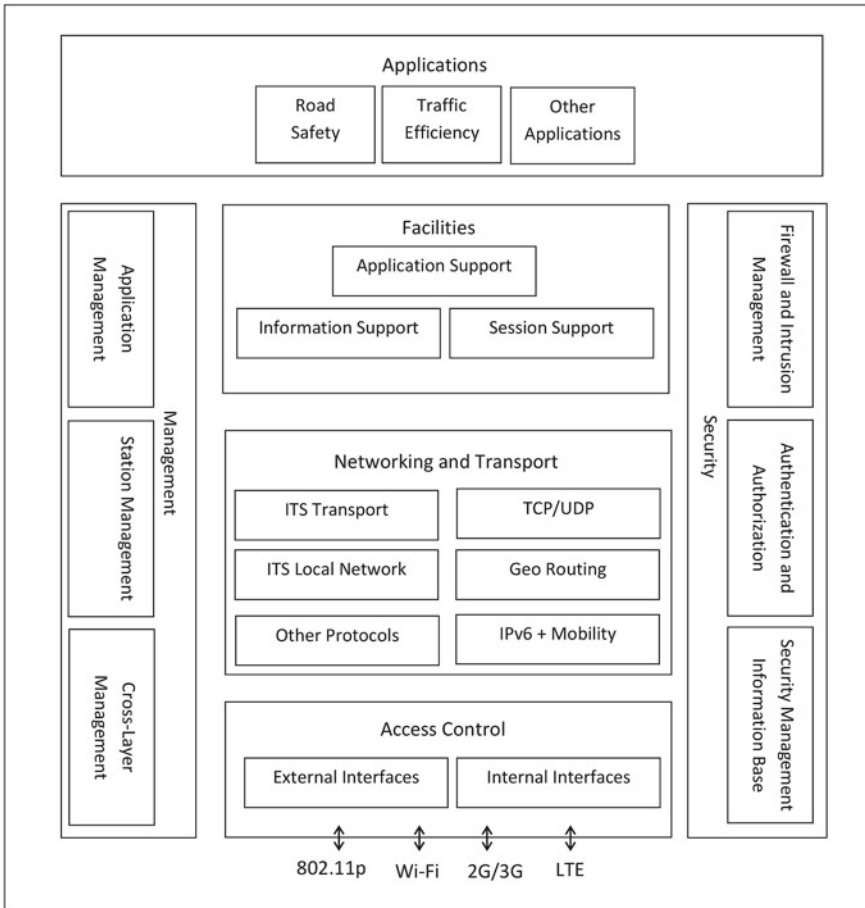 Applications
Road
Safety
Traffic
Efficiency
Other
Applications
Application
Management
Station Management
Cross-Layer
Management
Management
Facilities
Application Support
Information Support
Session Support
Networking and Transport
ITS Transport
TCP/UDP
ITS Local Network
Geo Routing
Other Protocols
IPv6 + Mobility
Access Control
External Interfaces
Internal Interfaces
802.11p
Wi-Fi
2G/3G
LTE
Security
Firewall and Intrusion
Management
Authentication and
Authorization
Security Management
Information Base